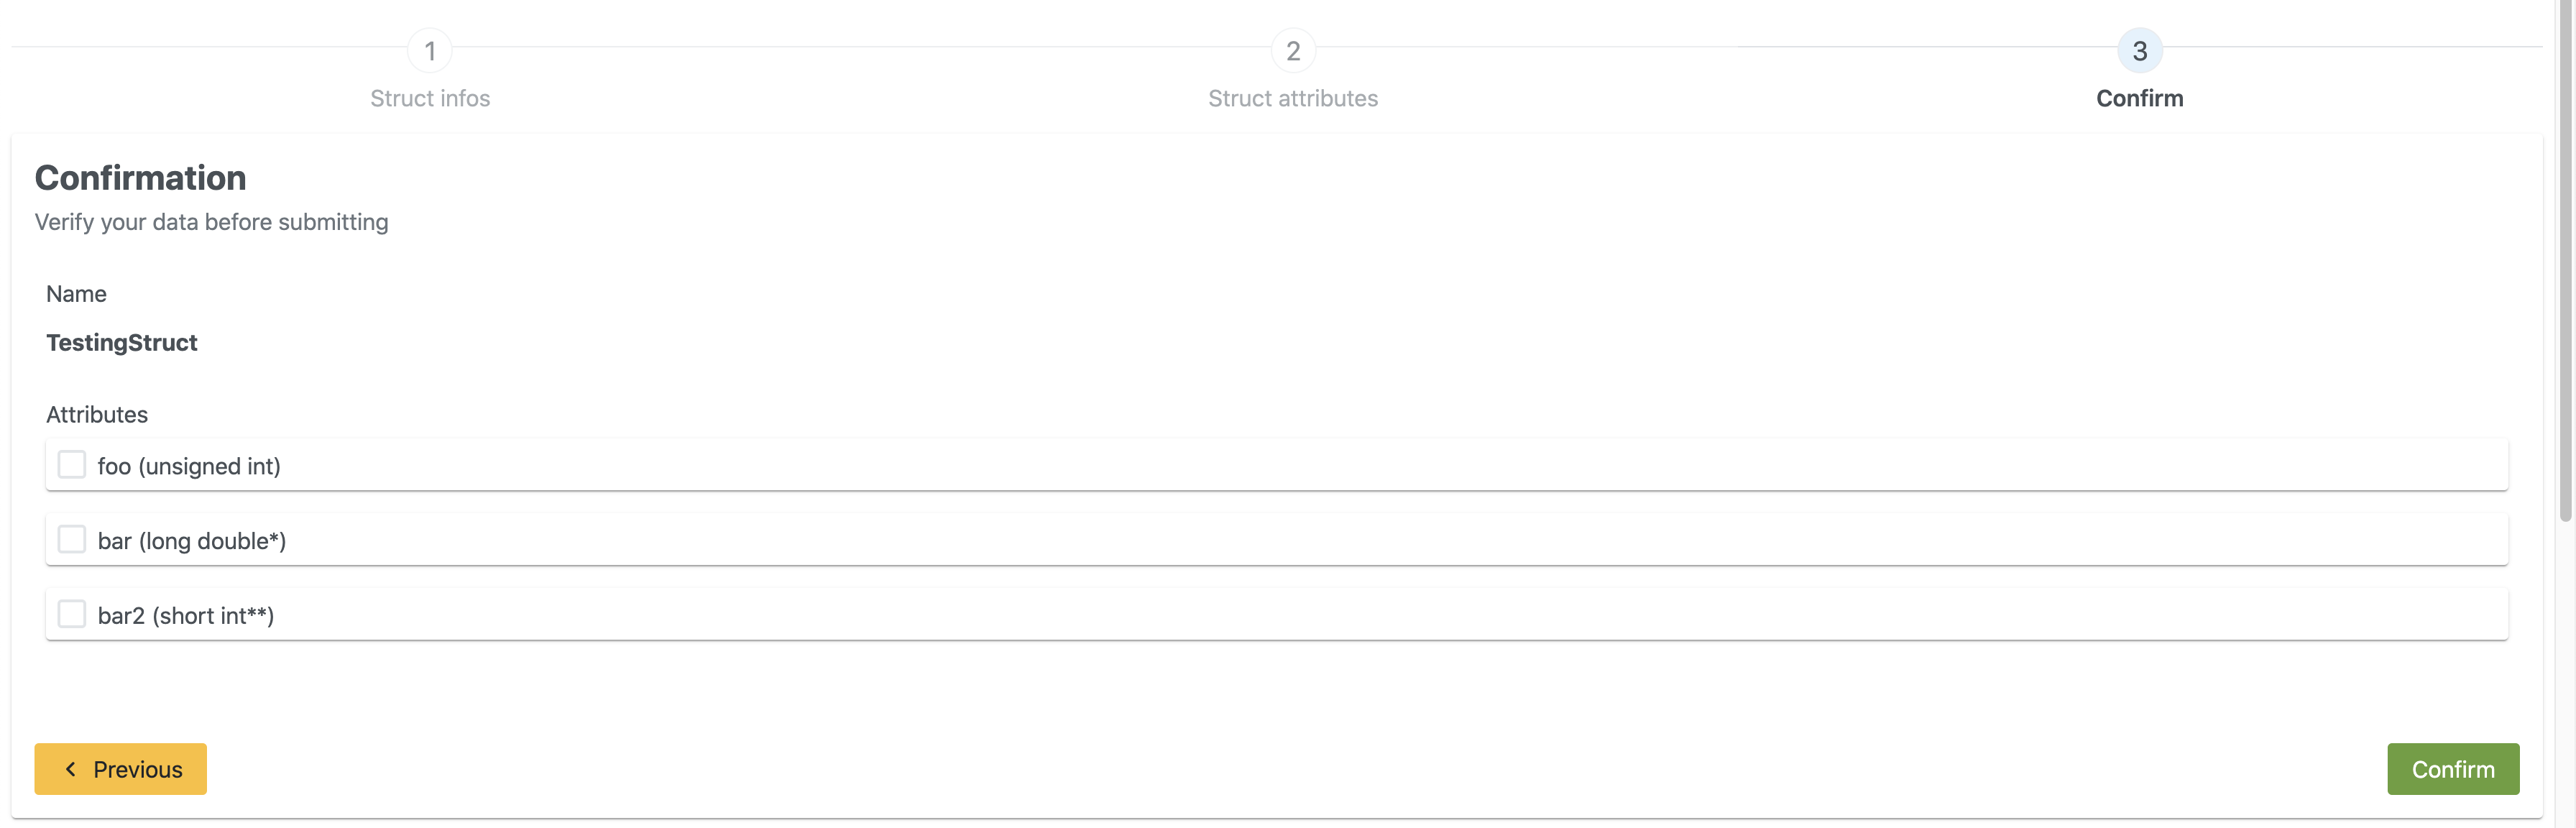 1
Struct infos
2
Struct attributes
3
Confirm
Confirmation
Verify your data before submitting
Name
TestingStruct
Attributes
foo (unsigned int)
bar (long double*)
bar2 (short int**)
Previous
Confirm